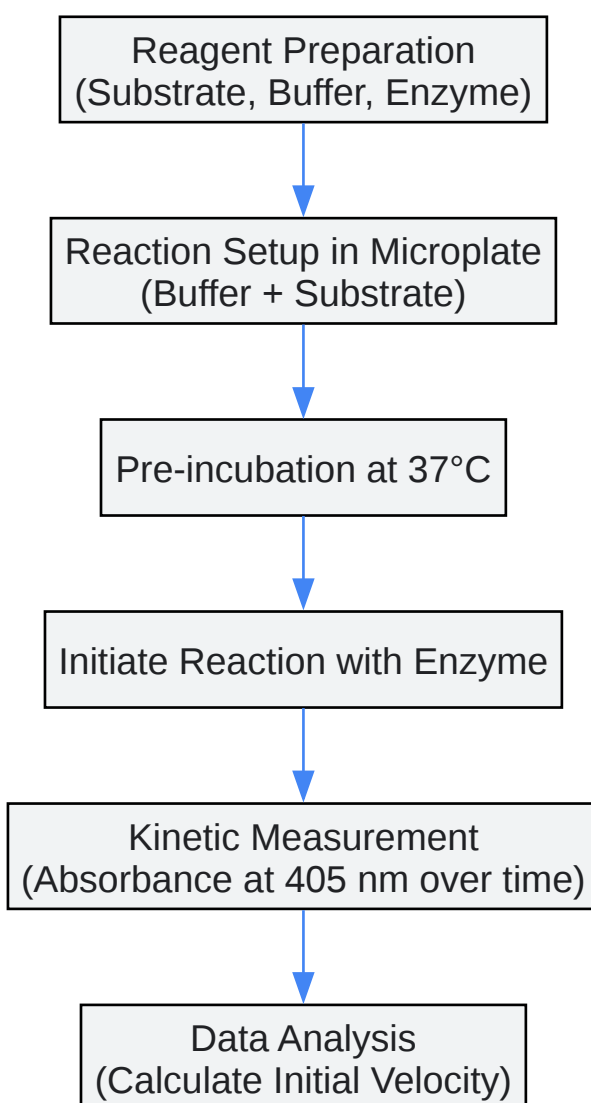 Reagent Preparation
(Substrate, Buffer, Enzyme)
Reaction Setup in Microplate
(Buffer + Substrate)
Pre-incubation at 37°C
Initiate Reaction with Enzyme
Kinetic Measurement
(Absorbance at 405 nm over time)
Data Analysis
(Calculate Initial Velocity)